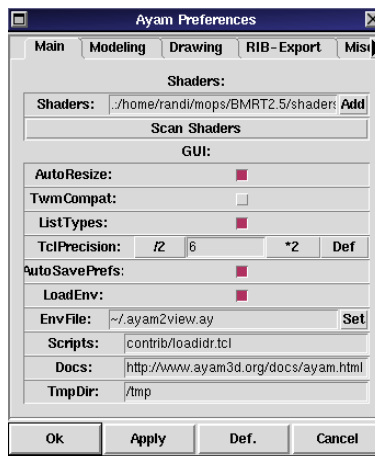 Ayam Preferences
Main Modeling Drawing RIB-Export
Shaders:
Shaders: .:/home/randi/mops/BMRT2.5/shaders Add
Scan Shaders
GUI:
AutoResize:
TwmCompat:
ListTypes:
TclPrecision: /2 6 *2 Def
AutoSavePrefs:
LoadEnv:
EnvFile: ~/.ayam2view.ay Set
Scripts: contrib/loadidr.tcl
Docs: http://www.ayam3d.org/docs/ayam.html
TmpDir: /tmp
Ok Apply Def. Cancel